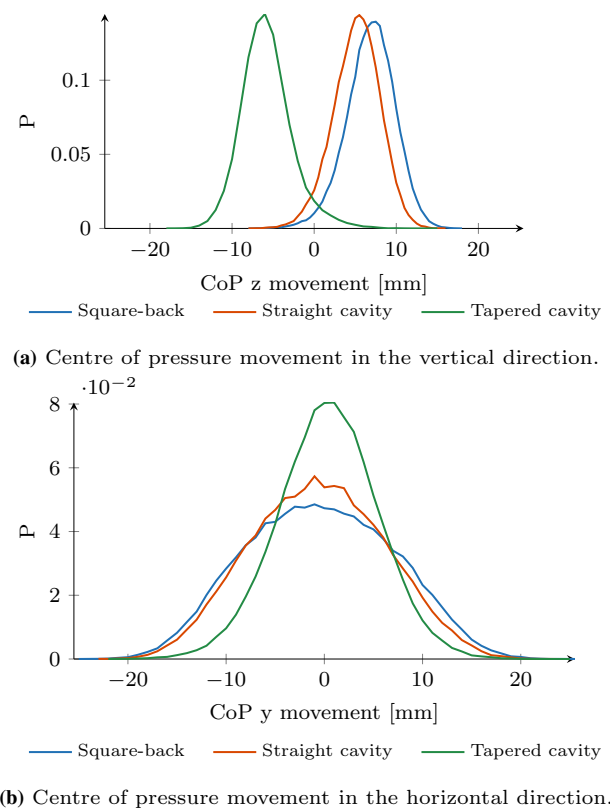 0.1
P
0.05
0
−20 −10 0 10 20
CoP z movement [mm]
Square-back Straight cavity Tapered cavity
(a) Centre of pressure movement in the vertical direction.
·10−2
8
6
P
4
2
0
−20 −10 0 10 20
CoP y movement [mm]
Square-back Straight cavity Tapered cavity
(b) Centre of pressure movement in the horizontal direction.